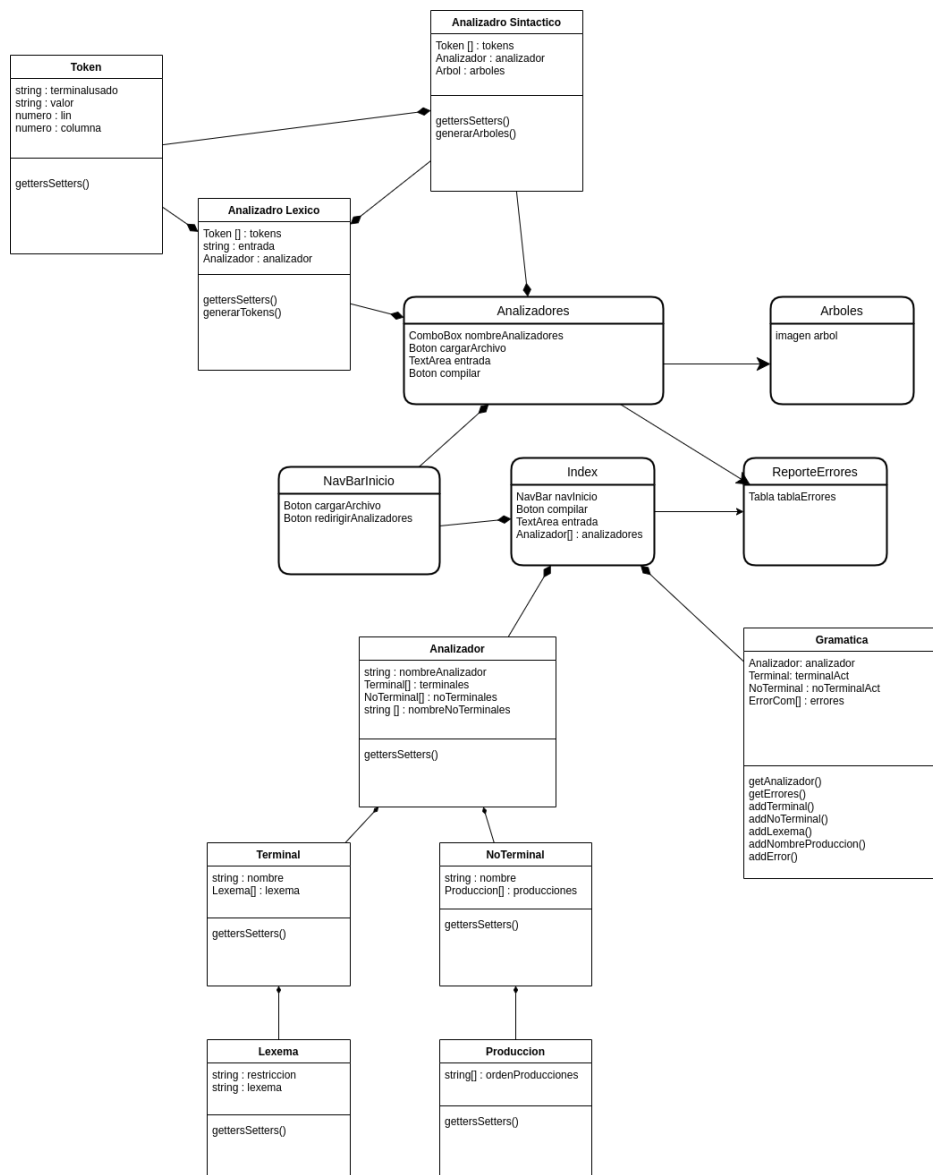 Analizadro Sintactico
Token [] : tokens
Analizador : analizador
Arbol : arboles
gettersSetters()
generarArboles()
Token
string : terminalusado
string : valor
numero : lin
numero : columna
gettersSetters()
Analizadro Lexico
Token [] : tokens
string : entrada
Analizador : analizador
gettersSetters()
generarTokens()
Analizadores
ComboBox nombreAnalizadores
Boton cargarArchivo
TextArea entrada
Boton compilar
Arboles
imagen arbol
NavBarInicio
Boton cargarArchivo
Boton redirigirAnalizadores
Index
NavBar navInicio
Boton compilar
TextArea entrada
Analizador[] : analizadores
ReporteErrores
Tabla tablaErrores
Analizador
string : nombreAnalizador
Terminal[] : terminales
NoTerminal[] : noTerminales
string [] : nombreNoTerminales
gettersSetters()
Gramatica
Analizador: analizador
Terminal: terminalAct
NoTerminal : noTerminalAct
ErrorCom[] : errores
getAnalizador()
getErrores()
addTerminal()
addNoTerminal()
addLexema()
addNombreProduccion()
addError()
Terminal
string : nombre
Lexema[] : lexema
gettersSetters()
NoTerminal
string : nombre
Produccion[] : producciones
gettersSetters()
Lexema
string : restriccion
string : lexema
gettersSetters()
Produccion
string[] : ordenProducciones
gettersSetters()